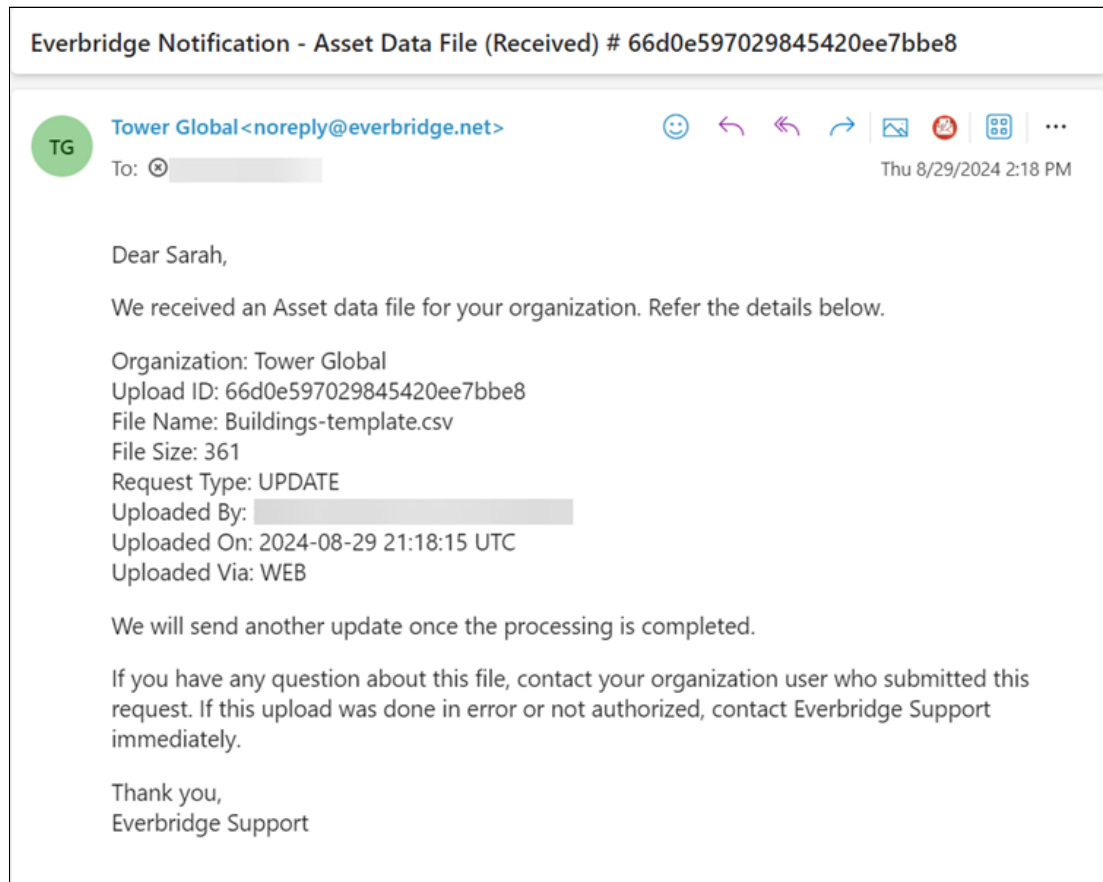 Everbridge Notification - Asset Data File (Received) # 66d0e597029845420ee7bbe8
TG
Tower Global<noreply@everbridge.net>
To:
Thu 8/29/2024 2:18 PM
Dear Sarah,
We received an Asset data file for your organization. Refer the details below.
Organization: Tower Global
Upload ID: 66d0e597029845420ee7bbe8
File Name: Buildings-template.csv
File Size: 361
Request Type: UPDATE
Uploaded By:
Uploaded On: 2024-08-29 21:18:15 UTC
Uploaded Via: WEB
We will send another update once the processing is completed.
If you have any question about this file, contact your organization user who submitted this
request. If this upload was done in error or not authorized, contact Everbridge Support
immediately.
Thank you,
Everbridge Support